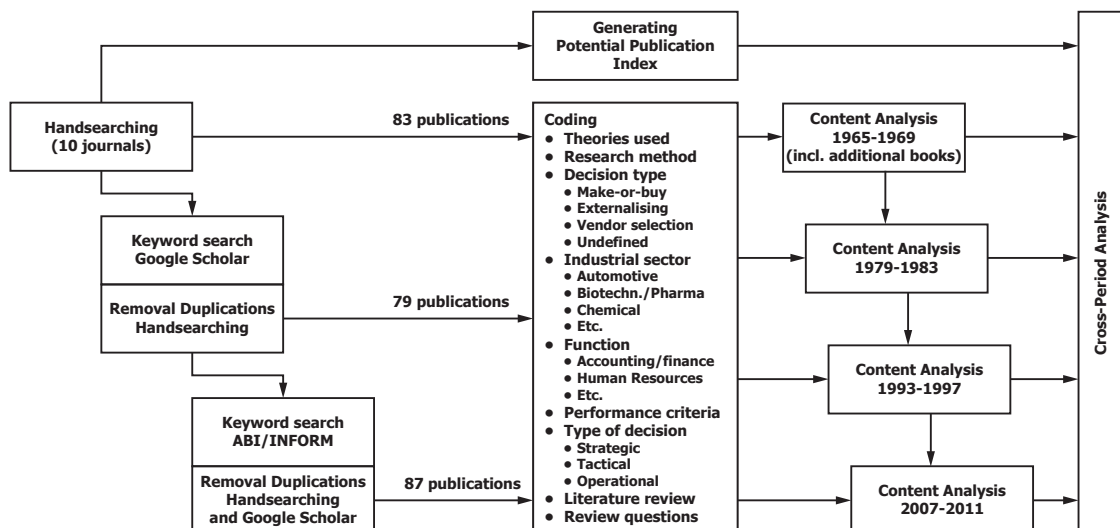 Generating
Potential Publication
Index
Handsearching
(10 journals)
83 publications
Keyword search
Google Scholar
Removal Duplications
Handsearching
79 publications
Keyword search
ABI/INFORM
Removal Duplications
Handsearching
and Google Scholar
87 publications
Coding
● Theories used
● Research method
● Decision type
● Make-or-buy
● Externalising
● Vendor selection
● Undefined
● Industrial sector
● Automotive
● Biotechn./Pharma
● Chemical
● Etc.
● Function
● Accounting/finance
● Human Resources
● Etc.
● Performance criteria
● Type of decision
● Strategic
● Tactical
● Operational
● Literature review
● Review questions
Content Analysis
1965-1969
(incl. additional books)
Content Analysis
1979-1983
Content Analysis
1993-1997
Content Analysis
2007-2011
Cross-Period Analysis